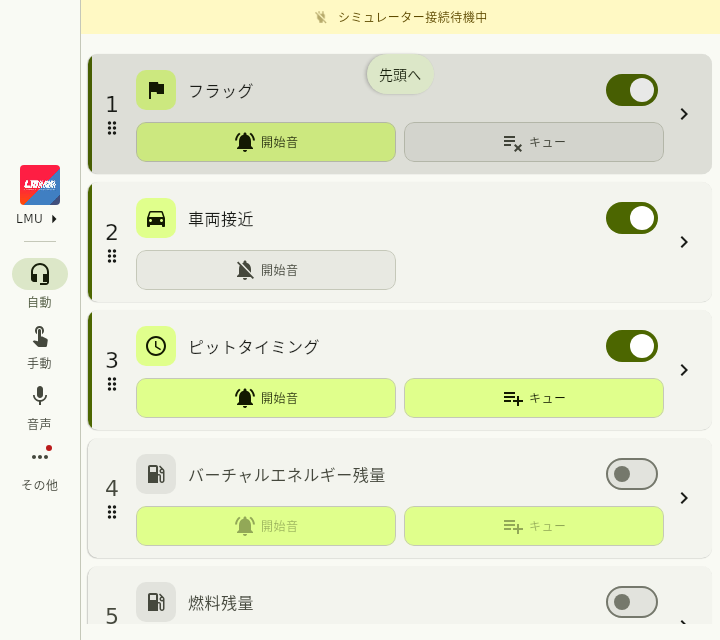 シミュレーター接続待機中
先頭へ
1
フラッグ
開始音
キュー
2
車両接近
開始音
3
ピットタイミング
開始音
キュー
4
バーチャルエネルギー残量
開始音
キュー
5
燃料残量
LMU
自動
手動
音声
その他